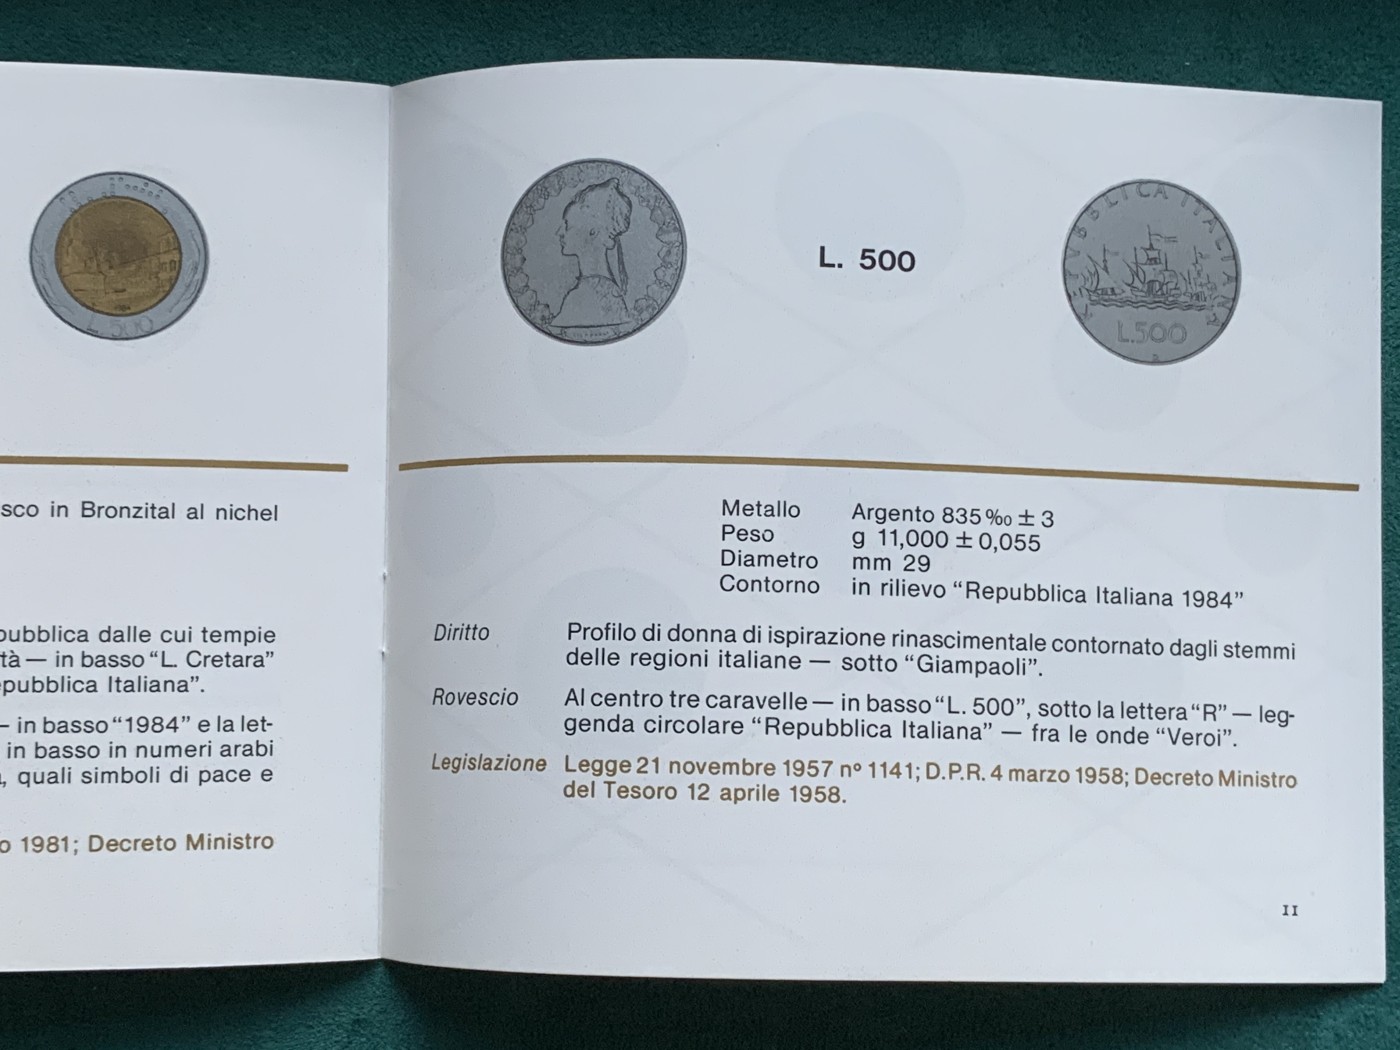 sco in Bronzital al nichel
pubblica dalle cui tempie
tà — in basso “L. Cretara”
epubblica Italiana”.
– in basso “1984” e la let-
in basso in numeri arabi
, quali simboli di pace e
o 1981; Decreto Ministro
L. 500
L. 500
REPVBBLICA ITALIANA
L.500
R
Metallo Argento 835‰ ± 3
Peso g 11,000 ± 0,055
Diametro mm 29
Contorno in rilievo “Repubblica Italiana 1984”
Diritto Profilo di donna di ispirazione rinascimentale contornato dagli stemmi
delle regioni italiane — sotto “Giampaoli”.
Rovescio Al centro tre caravelle — in basso “L. 500”, sotto la lettera “R” — leg-
genda circolare “Repubblica Italiana” — fra le onde “Veroi”.
Legislazione Legge 21 novembre 1957 nº 1141; D.P.R. 4 marzo 1958; Decreto Ministro
del Tesoro 12 aprile 1958.
II